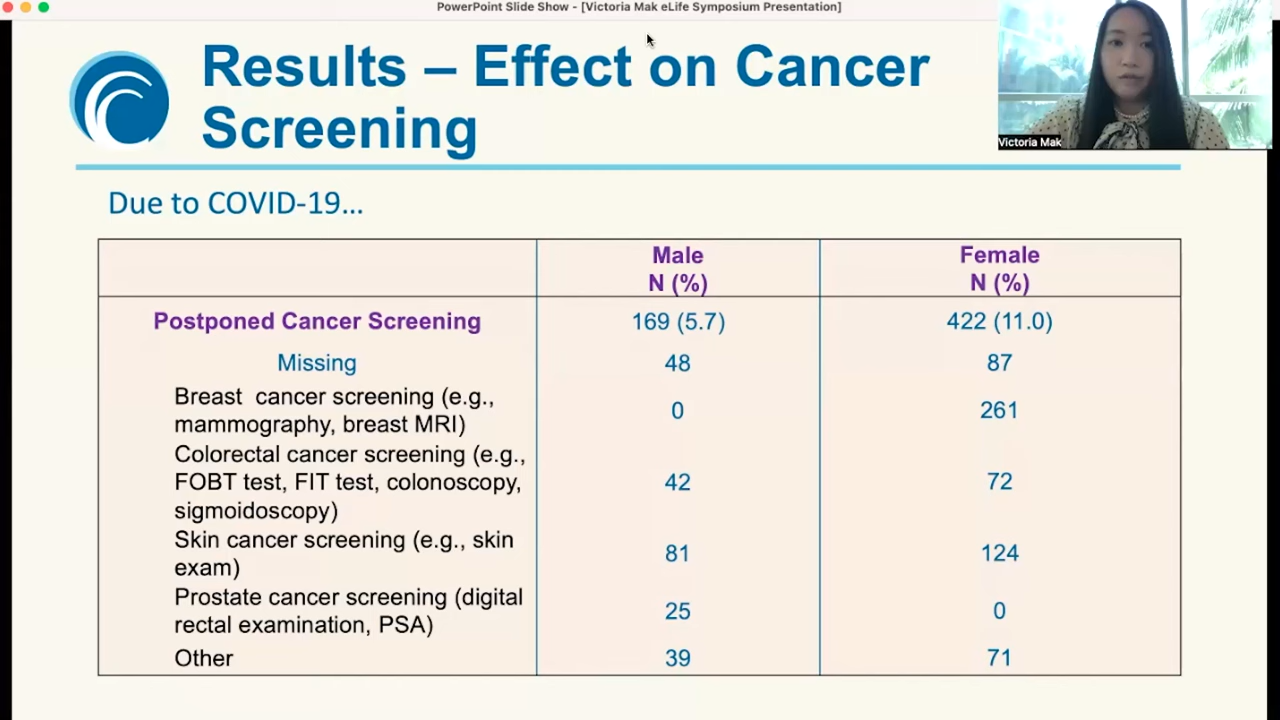 PowerPoint Slide Show - [Victoria Mak eLife Symposium Presentation]
Results – Effect on Cancer
Screening
Victoria Mak
Due to COVID-19...
Male
N (%)
Female
N (%)
Postponed Cancer Screening 169 (5.7) 422 (11.0)
Missing 48 87
Breast cancer screening (e.g.,
mammography, breast MRI)
0 261
Colorectal cancer screening (e.g.,
FOBT test, FIT test, colonoscopy,
sigmoidoscopy)
42 72
Skin cancer screening (e.g., skin
exam)
81 124
Prostate cancer screening (digital
rectal examination, PSA)
25 0
Other 39 71